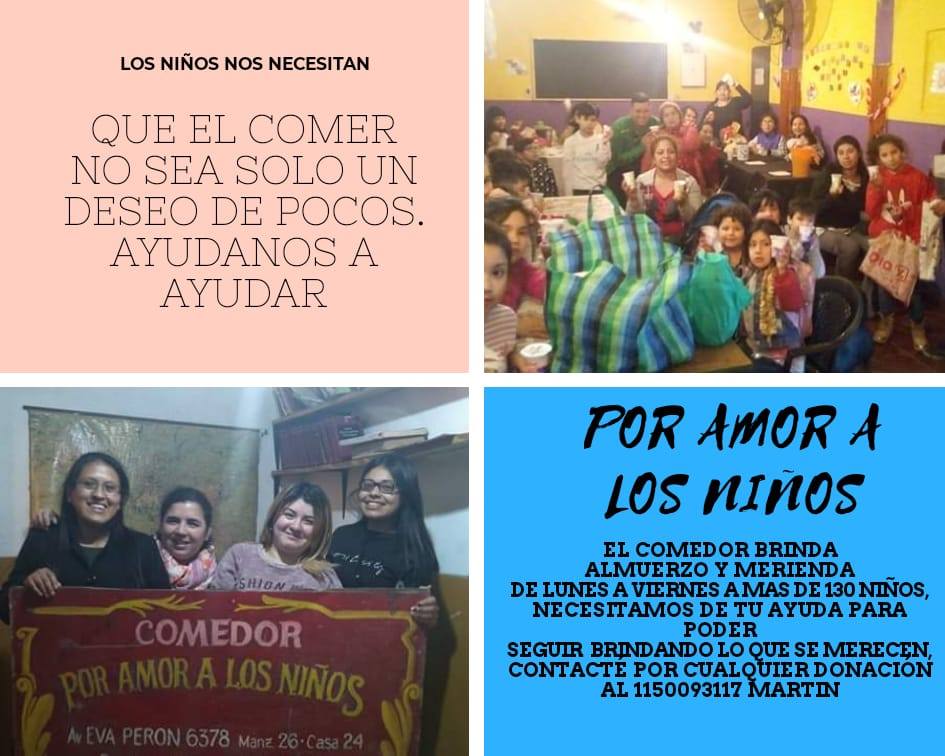 LOS NIÑOS NOS NECESITAN
QUE EL COMER
NO SEA SOLO UN
DESEO DE POCOS.
AYUDANOS A
AYUDAR
COMEDOR
POR AMOR A LOS NIÑOS
Av EVA PERON 6378 Manz 26 · Casa 24
POR AMOR A
LOS NIÑOS
EL COMEDOR BRINDA
ALMUERZO Y MERIENDA
DE LUNES A VIERNES A MAS DE 130 NIÑOS,
NECESITAMOS DE TU AYUDA PARA
PODER
SEGUIR BRINDANDO LO QUE SE MERECEN,
CONTACTÉ POR CUALQUIER DONACIÓN
AL 1150093117 MARTIN